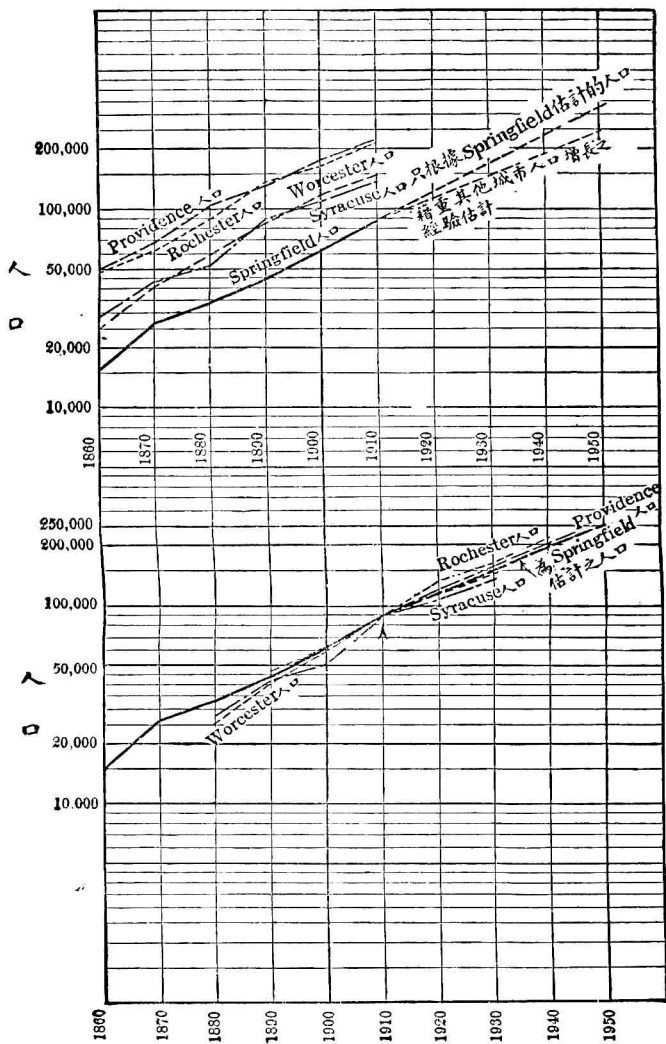 200,000
100,000
50,000
20,000
10,000
人
口
Providence 人口
Rochester人口
Worcester人口
Syracuse人口
Springfield人口
只根據Springfield估計的人口
藉重其他城市人口增長之
經驗估計
1860
1870
1880
1890
1900
1910
1920
1930
1940
1950
250,000
200,000
100,000
50,000
20,000
10.000
人
口
Rochester人口
Providence
人口
Syracuse人口
為Springfield
估計之人口
A
Worcester人口
1860
1870
1880
1890
1900
1910
1920
1930
1940
1950